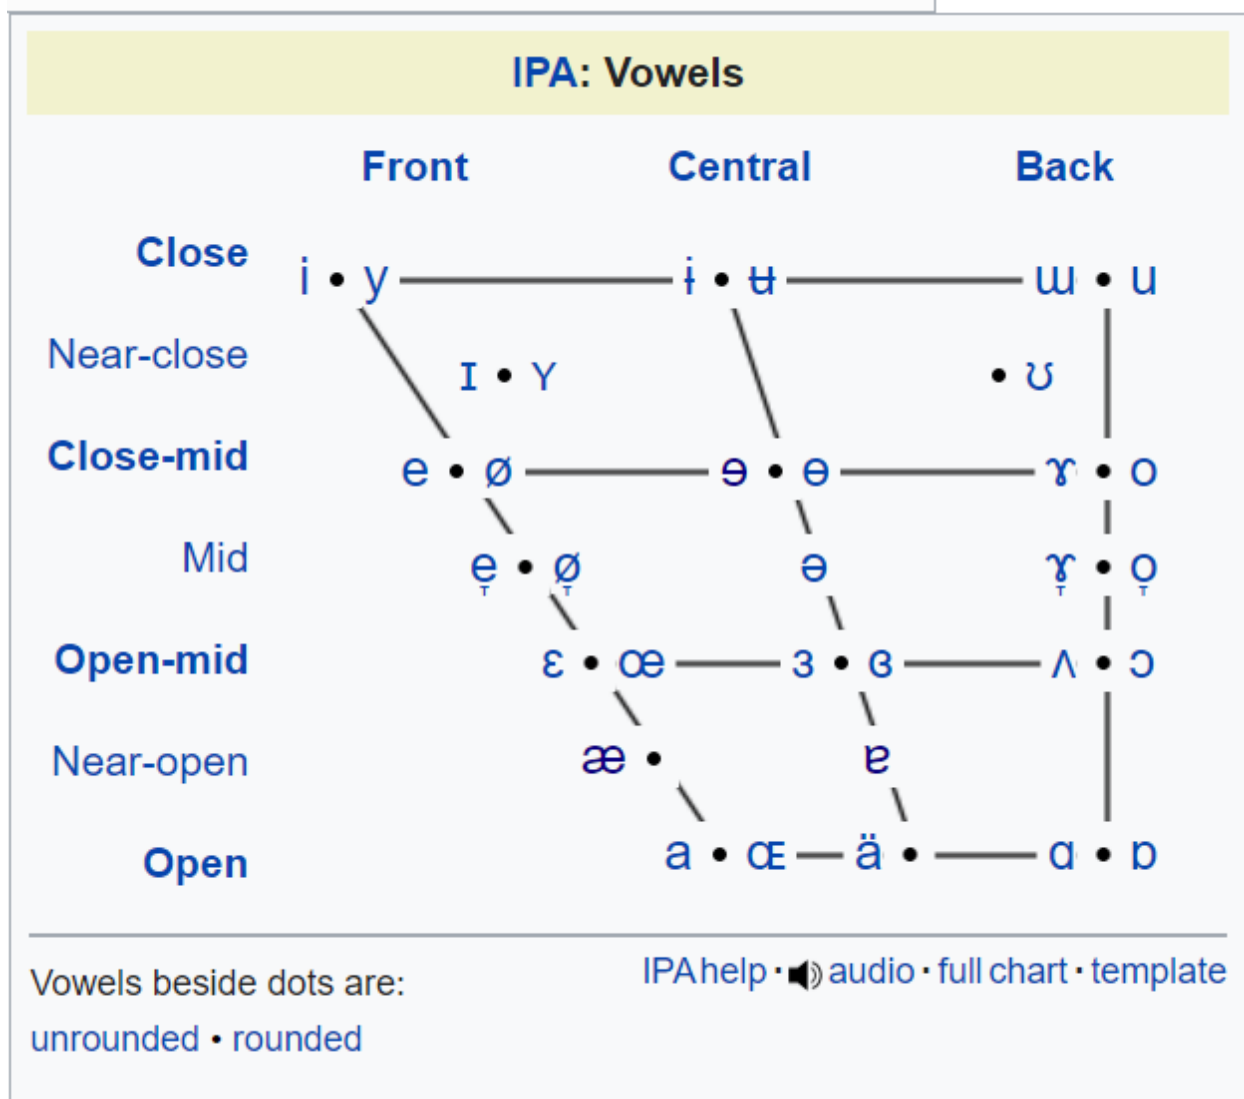 IPA: Vowels
Front Central Back
Close i • y ɨ • ʉ ɯ • u
Near-close ɪ • ʏ • ʊ
Close-mid e • ø ɘ • ɵ ɤ • o
Mid e̞ • ø̞ ə ɤ̞ • o̞
Open-mid ɛ • œ ɜ • ɞ ʌ • ɔ
Near-open æ • ɐ
Open a • ɶ ä • ɑ • ɒ
Vowels beside dots are:
unrounded • rounded
IPA help · audio · full chart · template